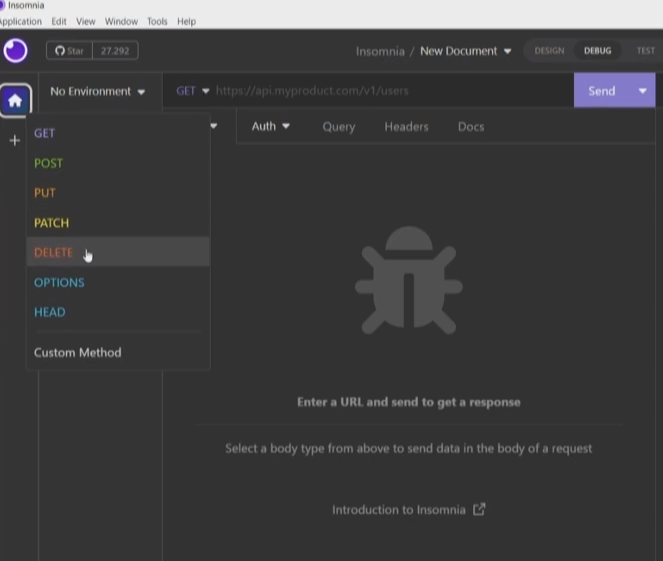 Insomnia
Application Edit View Window Tools Help
Star 27.292
Insomnia / New Document
DESIGN DEBUG TEST
No Environment
GET https://api.myproduct.com/v1/users
Send
Auth Query Headers Docs
GET
POST
PUT
PATCH
DELETE
OPTIONS
HEAD
Custom Method
Enter a URL and send to get a response
Select a body type from above to send data in the body of a request
Introduction to Insomnia